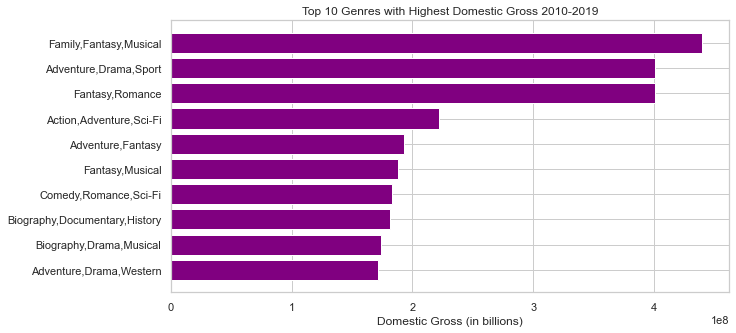 Top 10 Genres with Highest Domestic Gross 2010-2019
Family,Fantasy,Musical
Adventure,Drama,Sport
Fantasy,Romance
Action,Adventure,Sci-Fi
Adventure,Fantasy
Fantasy,Musical
Comedy,Romance,Sci-Fi
Biography,Documentary,History
Biography,Drama,Musical
Adventure,Drama,Western
0 1 2 3 4
1e8
Domestic Gross (in billions)